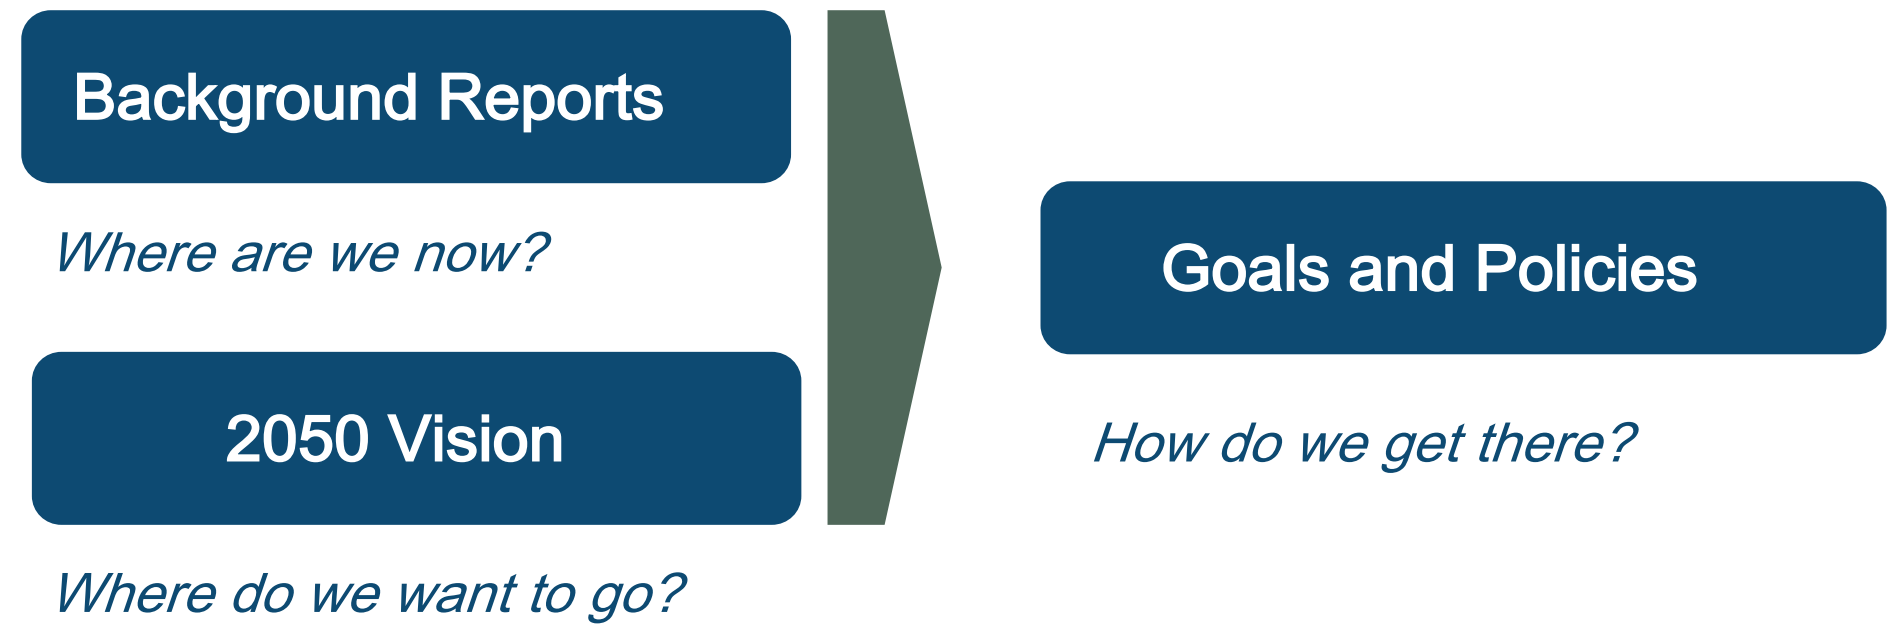 Background Reports
Where are we now?
2050 Vision
Where do we want to go?
Goals and Policies
How do we get there?